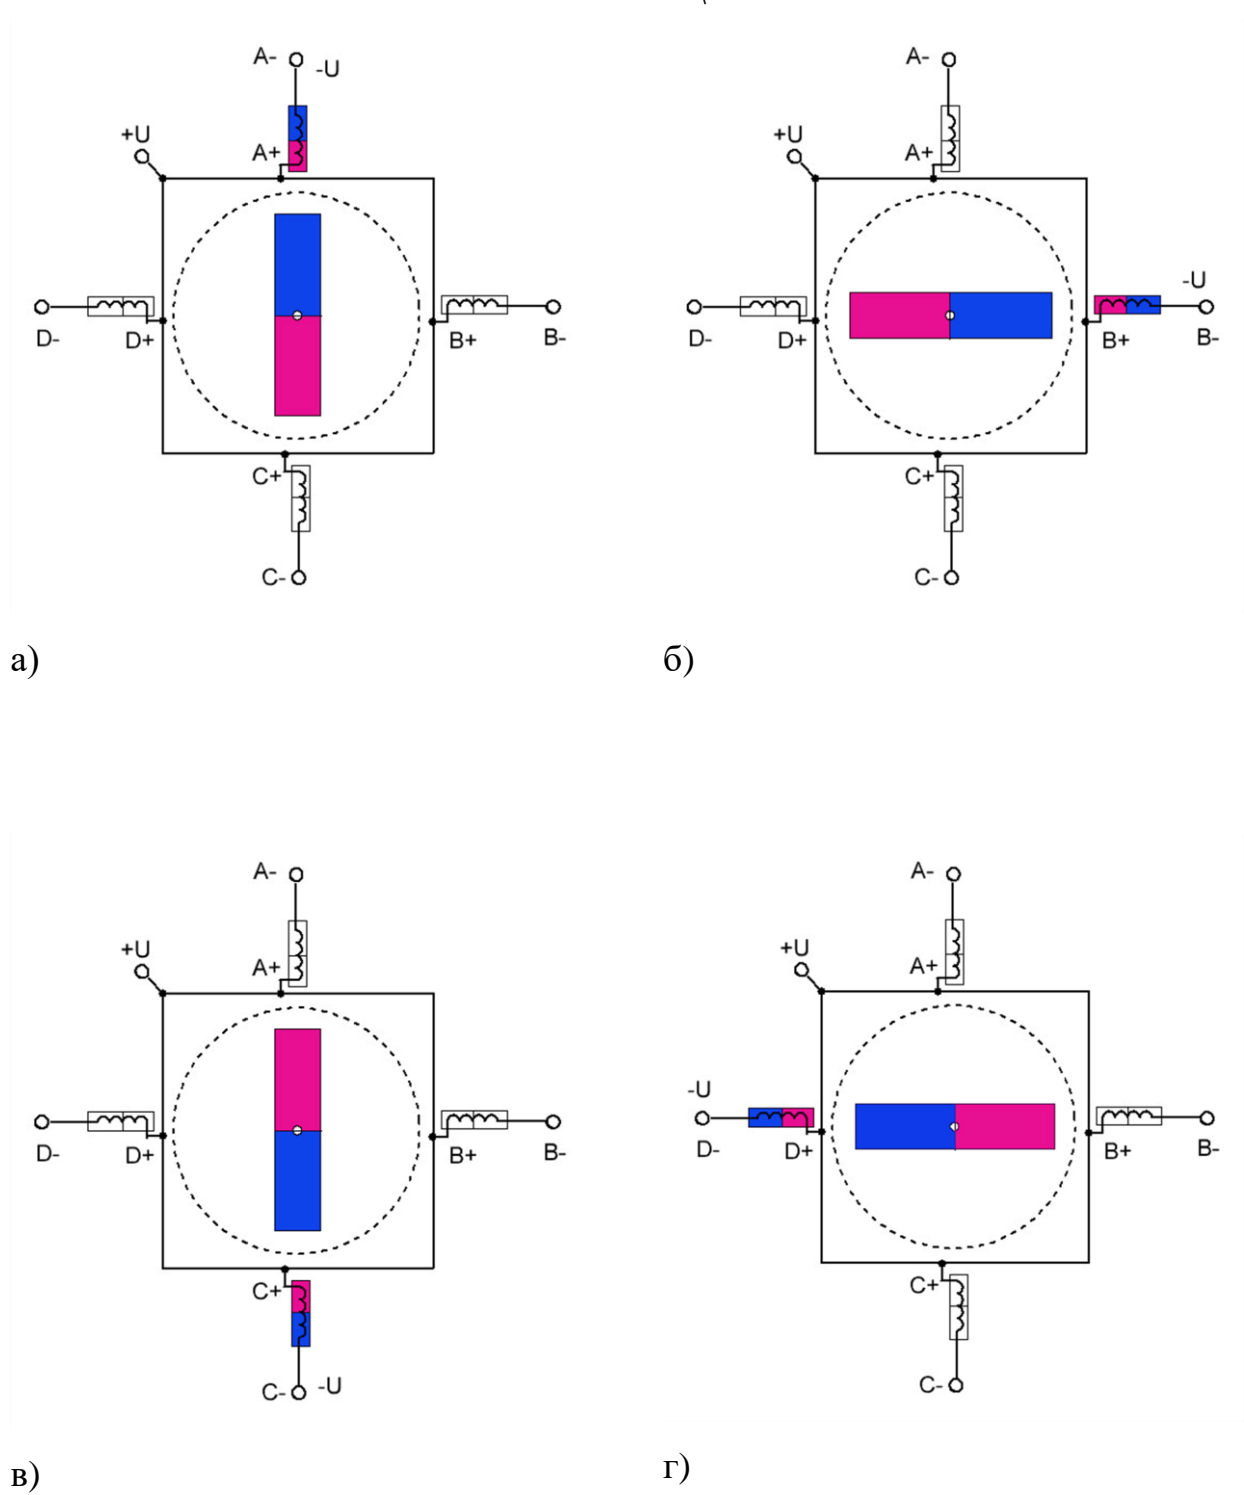 A-
-U
+U
A+
D-
D+
B+
B-
C+
C-
а)
A-
+U
A+
-U
D-
D+
B+
B-
C+
C-
б)
A-
+U
A+
D-
D+
B+
B-
C+
C-
-U
в)
A-
+U
A+
-U
D-
D+
B+
B-
C+
C-
г)